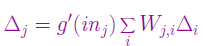 Δ_j = g′(in_j) ∑_i W_{j,i} Δ_i